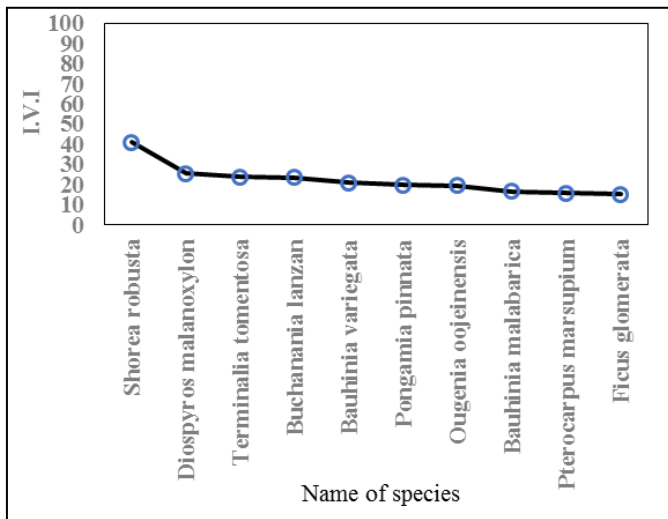 100
90
80
70
60
50
40
30
20
10
0
I.V.I
Shorea robusta
Diospyros malanoxylon
Terminalia tomentosa
Buchanania lanzan
Bauhinia variegata
Pongamia pinnata
Ougenia oojeinensis
Bauhinia malabarica
Pterocarpus marsupium
Ficus glomerata
Name of species